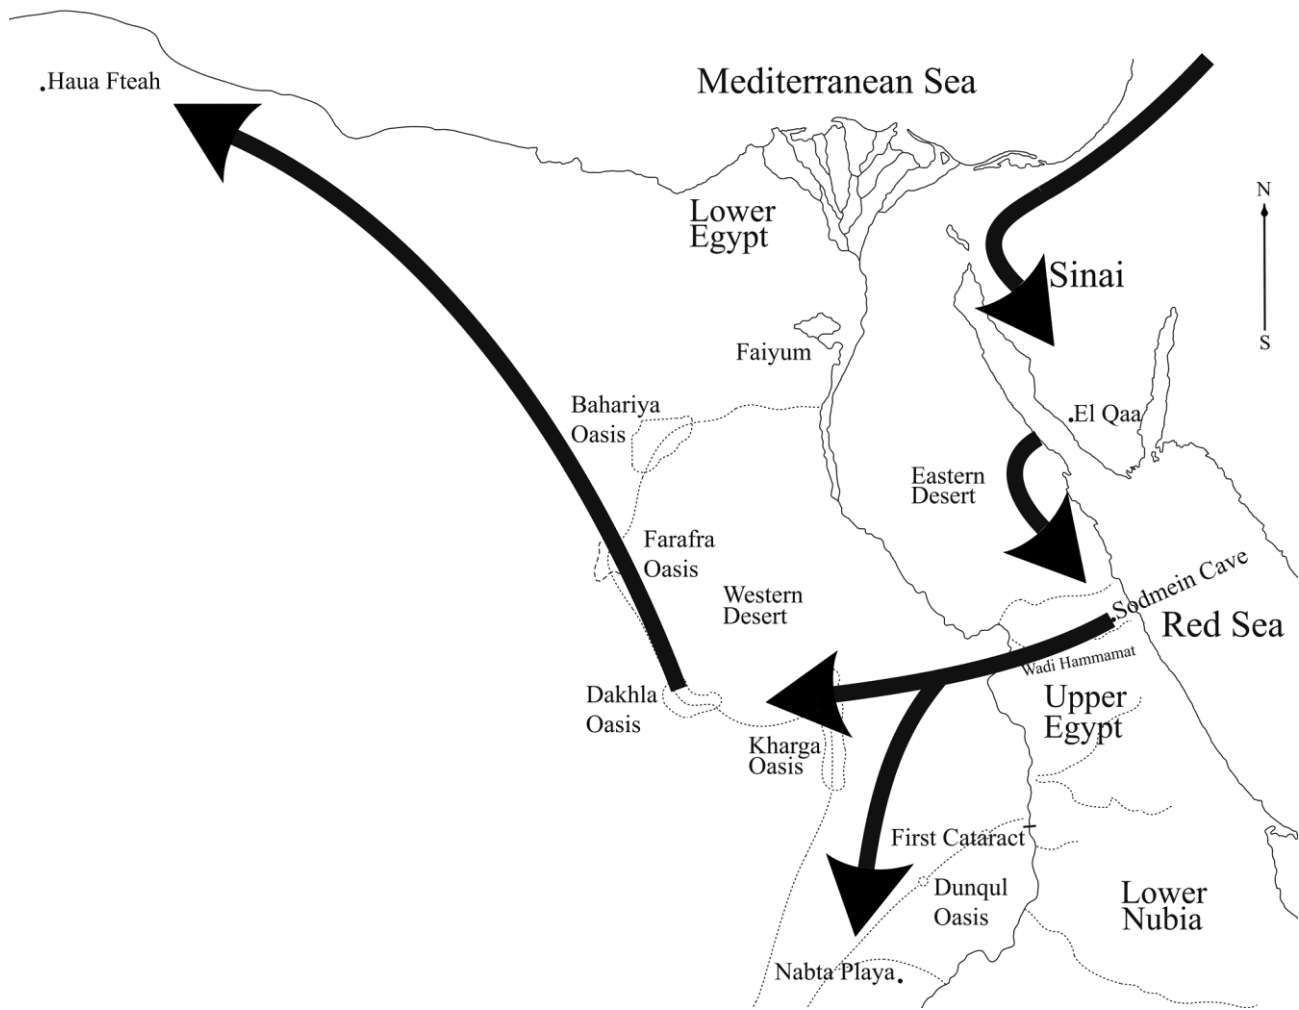 Haua Fteah
Mediterranean Sea
N
S
Lower
Egypt
Sinai
Faiyum
Bahariya
Oasis
El Qaa
Eastern
Desert
Farafra
Oasis
Western
Desert
Sodmein Cave
Red Sea
Wadi Hammamat
Dakhla
Oasis
Upper
Egypt
Kharga
Oasis
First Cataract
Dunqul
Oasis
Lower
Nubia
Nabta Playa